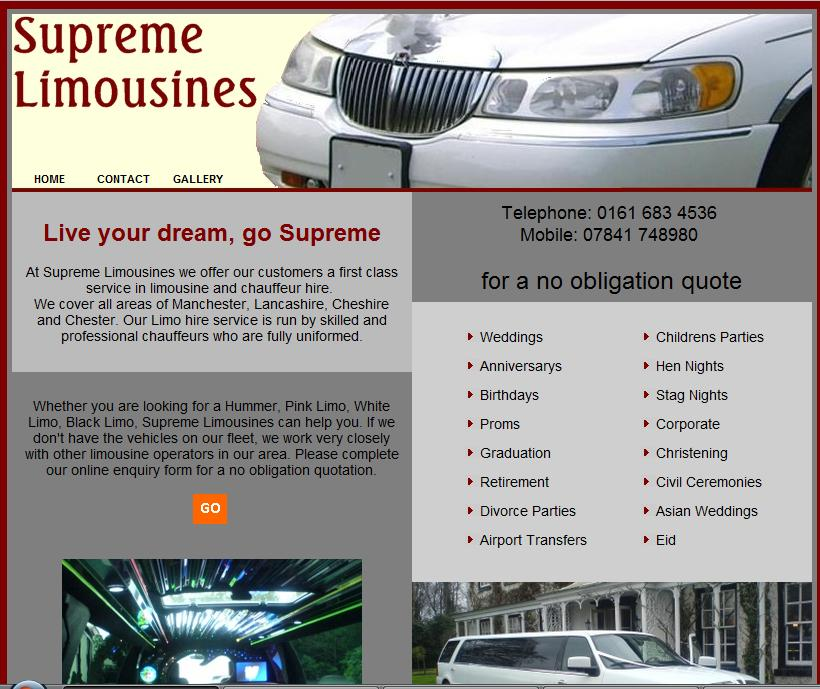 Supreme
Limousines
HOME CONTACT GALLERY
Live your dream, go Supreme
At Supreme Limousines we offer our customers a first class
service in limousine and chauffeur hire.
We cover all areas of Manchester, Lancashire, Cheshire
and Chester. Our Limo hire service is run by skilled and
professional chauffeurs who are fully uniformed.
Whether you are looking for a Hummer, Pink Limo, White
Limo, Black Limo, Supreme Limousines can help you. If we
don't have the vehicles on our fleet, we work very closely
with other limousine operators in our area. Please complete
our online enquiry form for a no obligation quotation.
GO
Telephone: 0161 683 4536
Mobile: 07841 748980
for a no obligation quote
Weddings
Anniversarys
Birthdays
Proms
Graduation
Retirement
Divorce Parties
Airport Transfers
Childrens Parties
Hen Nights
Stag Nights
Corporate
Christening
Civil Ceremonies
Asian Weddings
Eid